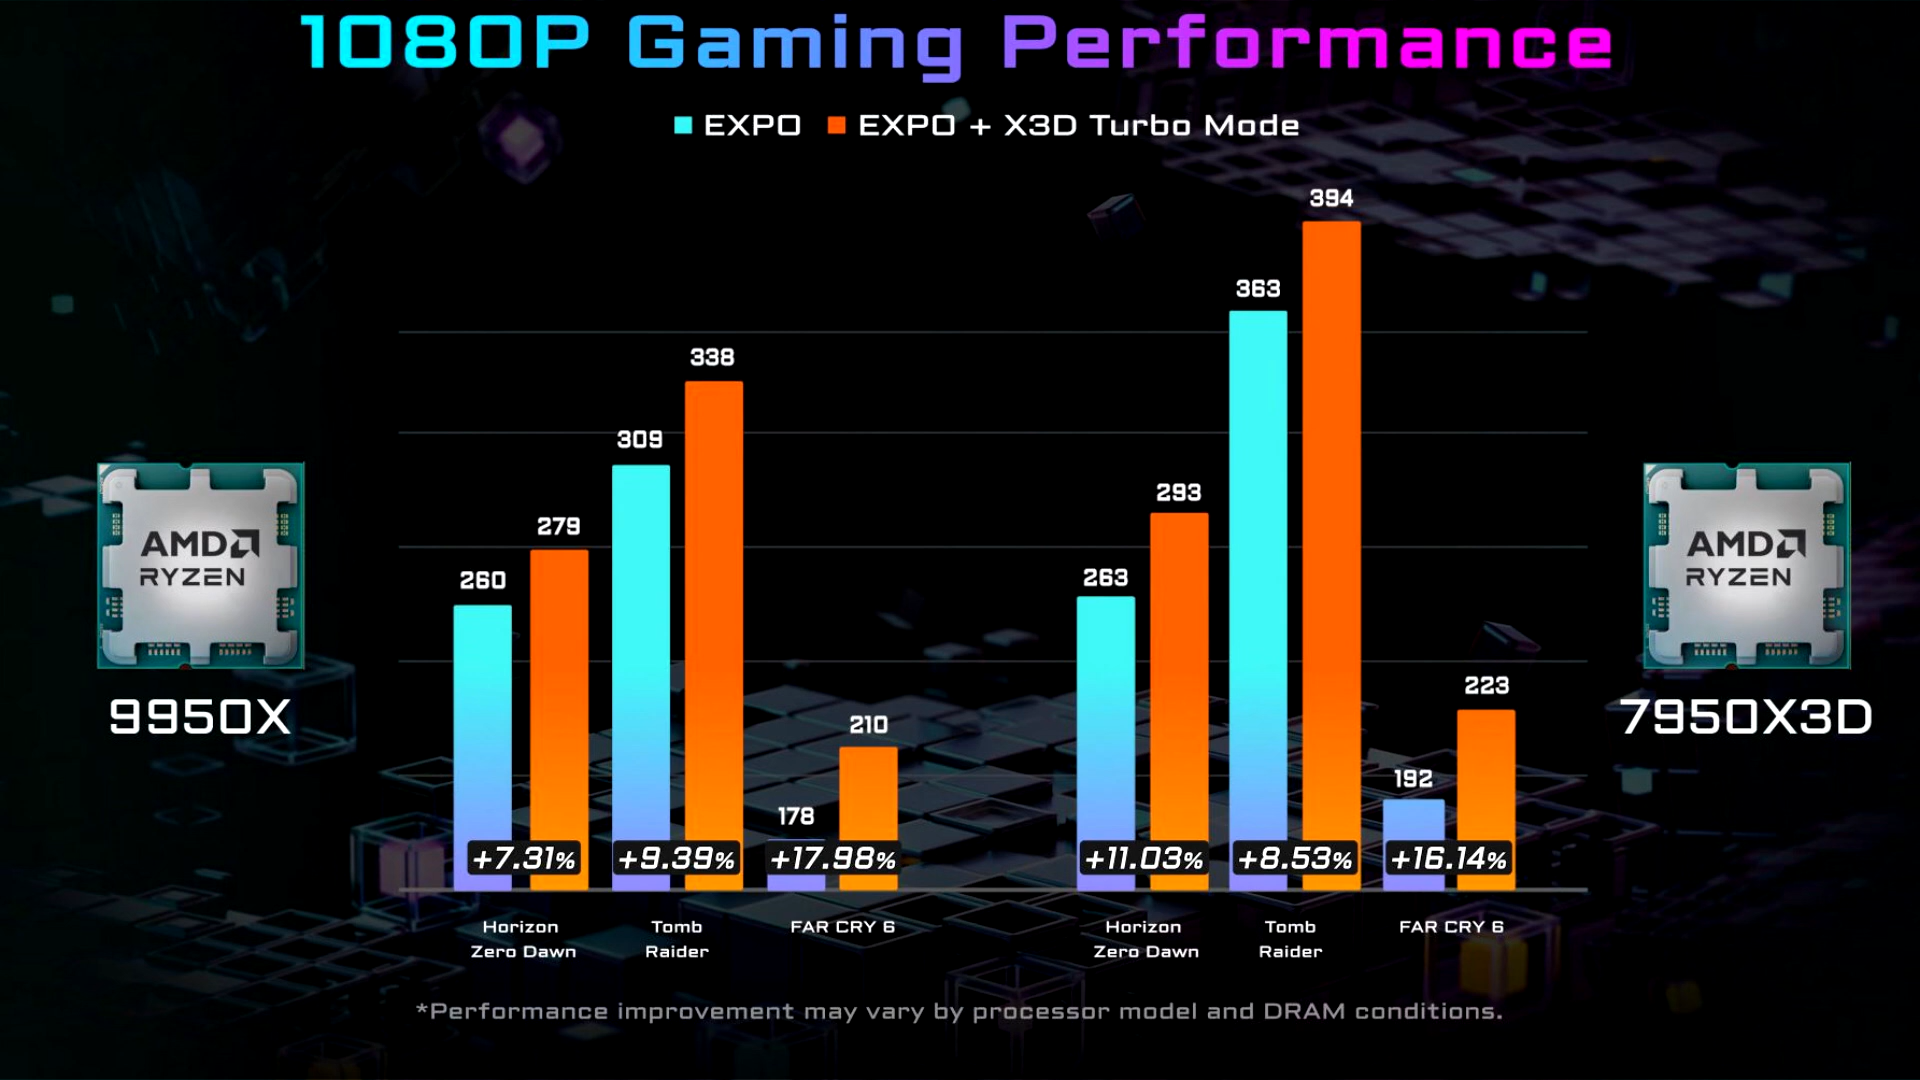 1080P Gaming Performance
EXPO EXPO + X3D Turbo Mode
394
363
338
309
293
279
260
263
223
210
192
178
AMD
RYZEN
9950X
AMD
RYZEN
7950X3D
+7.31% +9.39% +17.98% +11.03% +8.53% +16.14%
Horizon
Zero Dawn
Tomb
Raider
FAR CRY 6
Horizon
Zero Dawn
Tomb
Raider
FAR CRY 6
*Performance improvement may vary by processor model and DRAM conditions.